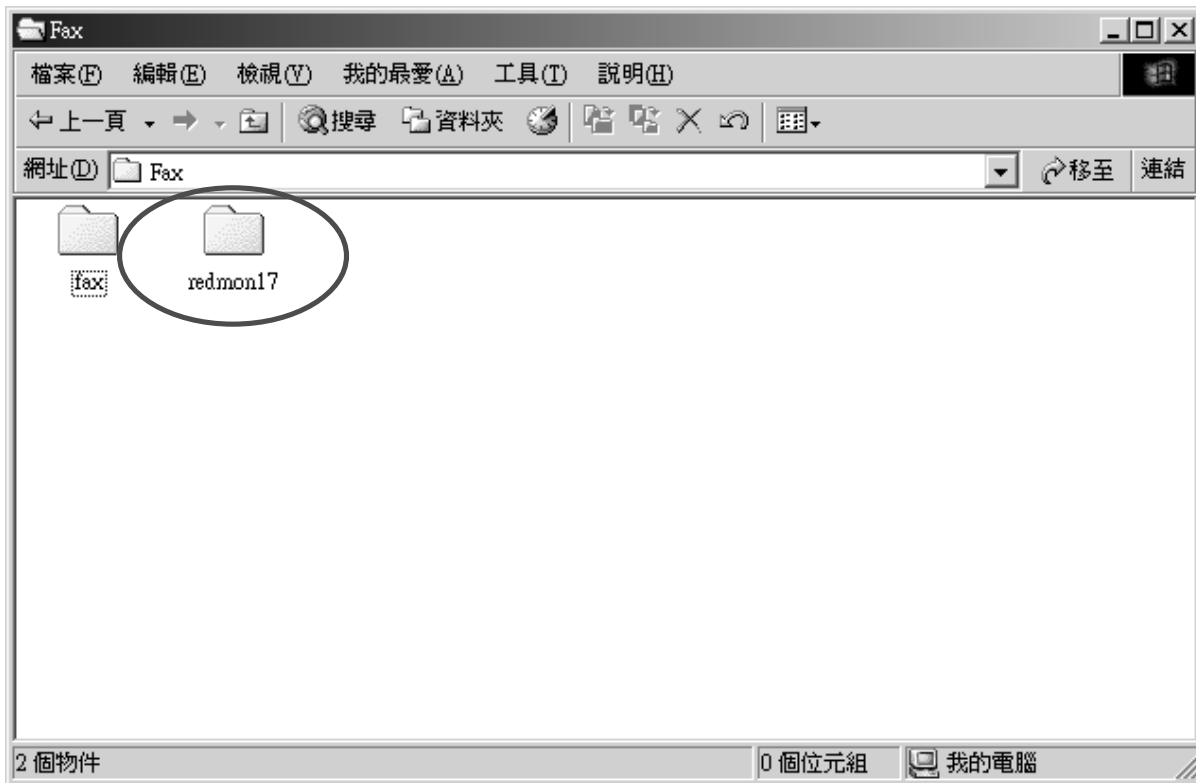 Fax
檔案(F) 編輯(E) 檢視(V) 我的最愛(A) 工具(T) 說明(H)
上一頁 搜尋 資料夾
網址(D) Fax 移至 連結
fax redmon17
2 個物件 0 個位元組 我的電腦